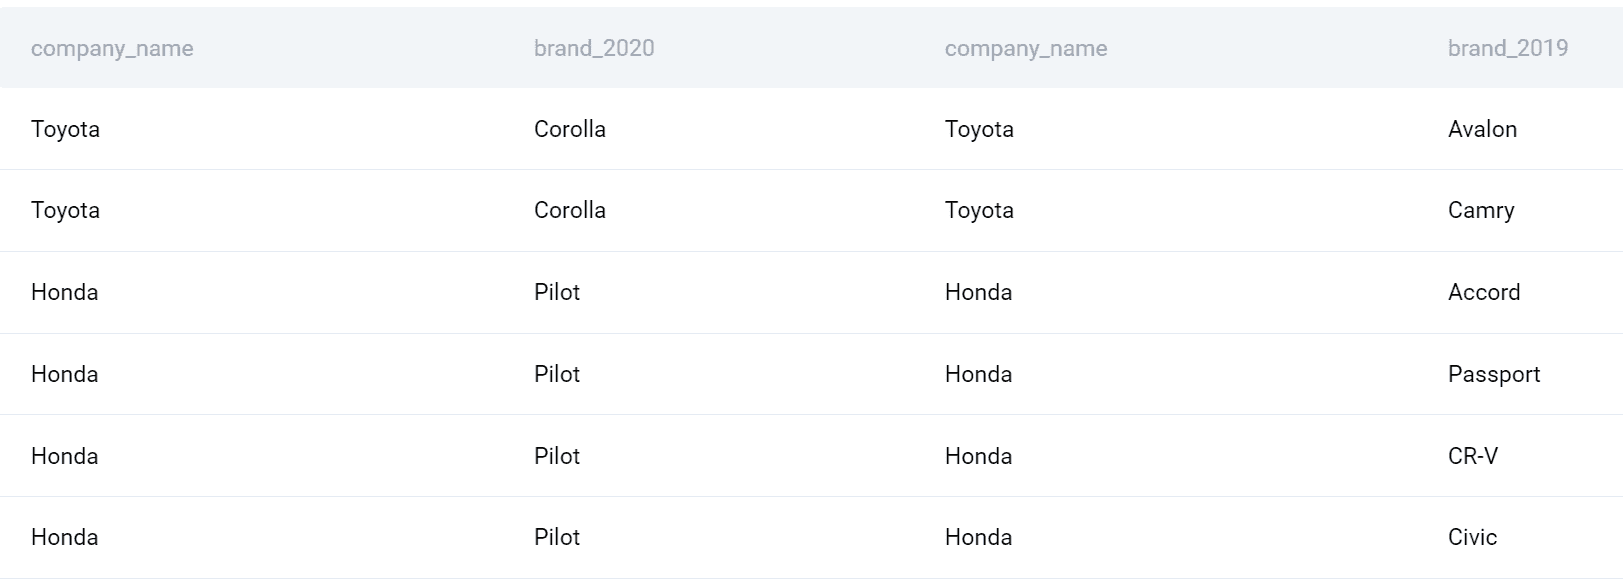 company_name brand_2020 company_name brand_2019
Toyota Corolla Toyota Avalon
Toyota Corolla Toyota Camry
Honda Pilot Honda Accord
Honda Pilot Honda Passport
Honda Pilot Honda CR-V
Honda Pilot Honda Civic